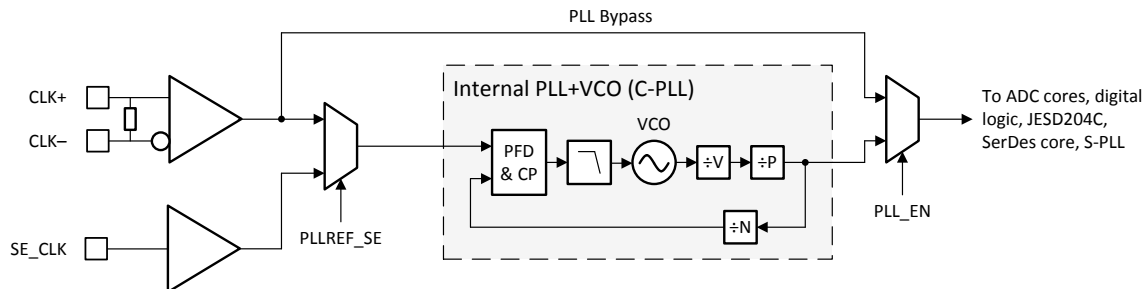 PLL Bypass
CLK+
CLK–
SE_CLK
PLLREF_SE
Internal PLL+VCO (C-PLL)
VCO
PFD
& CP
÷V
÷P
÷N
PLL_EN
To ADC cores, digital
logic, JESD204C,
SerDes core, S-PLL